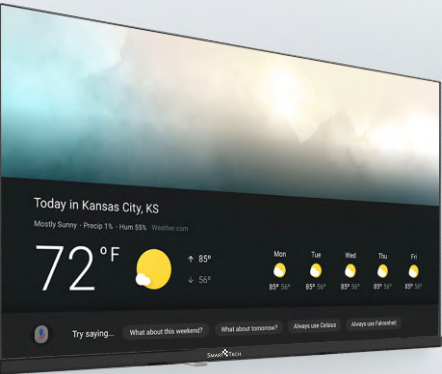 Today in Kansas City, KS
Mostly Sunny · Precip 1% · Hum 55% Weather.com
72°F
↑ 85°
↓ 56°
Mon Tue Wed Thu Fri
85° 56° 85° 56° 85° 56° 85° 56° 85° 56°
Try saying... What about this weekend? What about tomorrow? Always use Celsius Always use Fahrenheit
SMART TECH